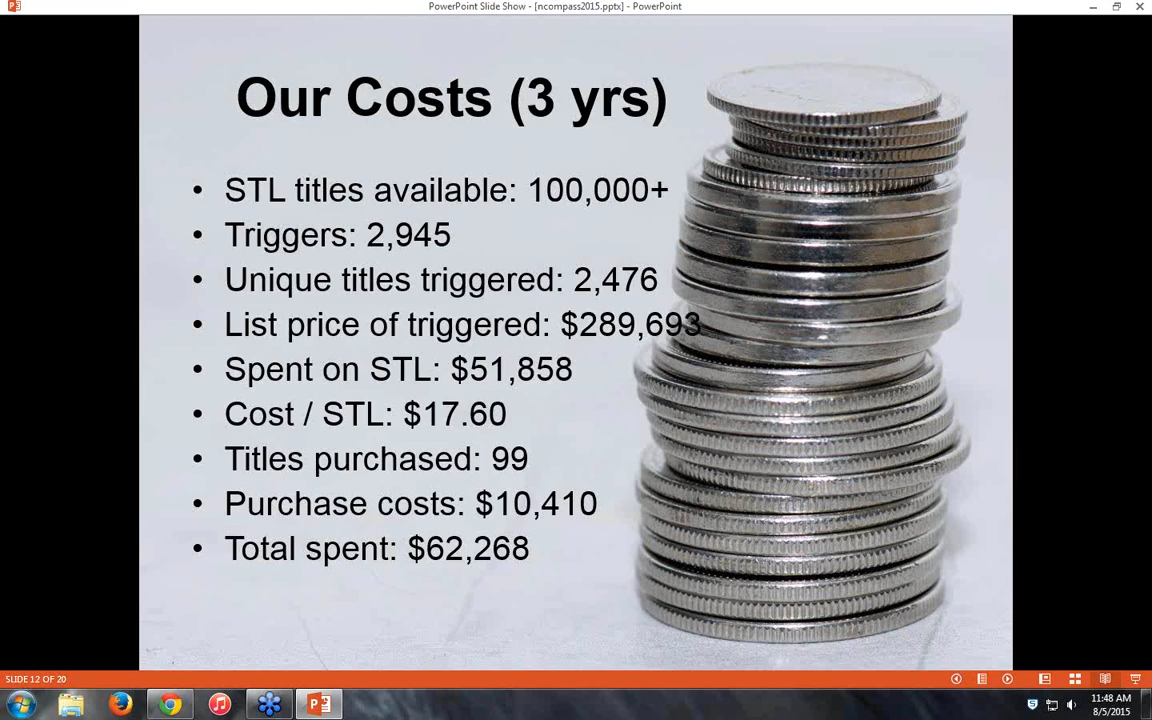 PowerPoint Slide Show - [ncompass2015.pptx] - PowerPoint
Our Costs (3 yrs)
• STL titles available: 100,000+
• Triggers: 2,945
• Unique titles triggered: 2,476
• List price of triggered: $289,693
• Spent on STL: $51,858
• Cost / STL: $17.60
• Titles purchased: 99
• Purchase costs: $10,410
• Total spent: $62,268
SLIDE 12 OF 20
11:48 AM
8/5/2015